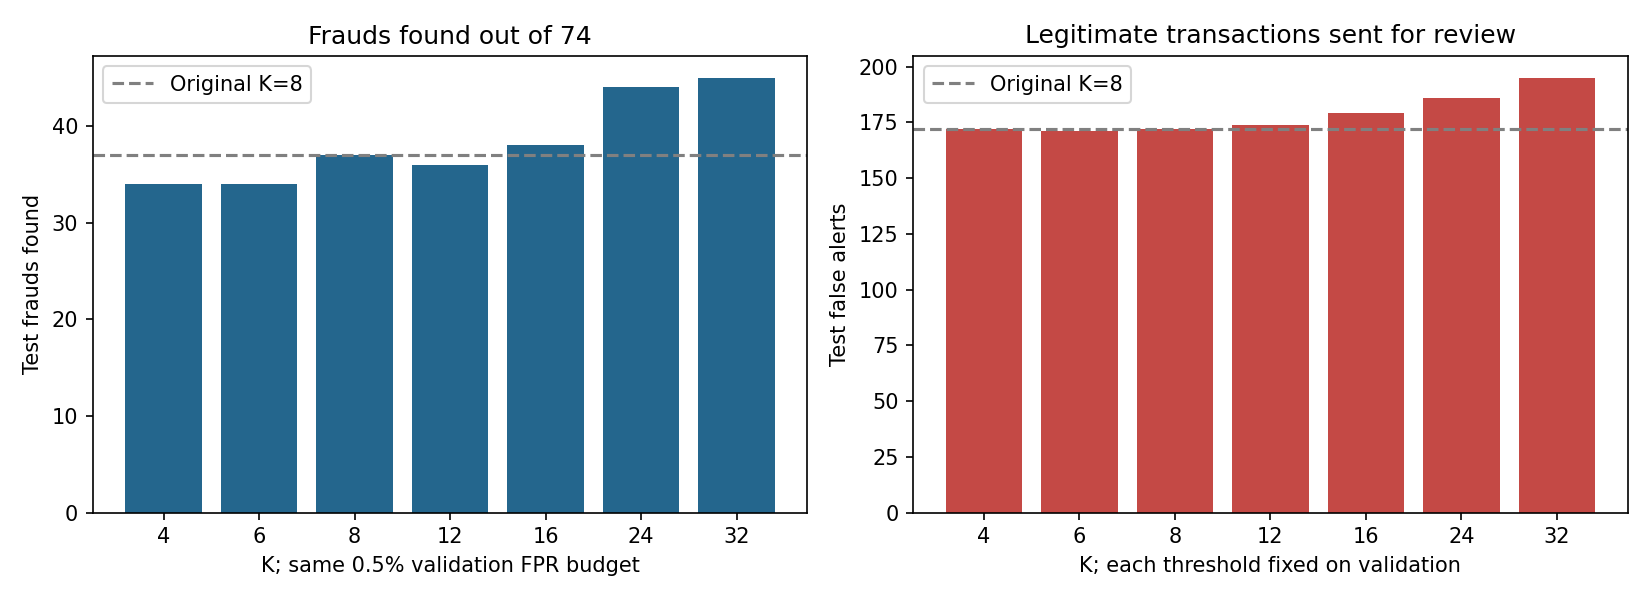 Frauds found out of 74
Original K=8
Test frauds found
40
30
20
10
0
4 6 8 12 16 24 32
K; same 0.5% validation FPR budget
Legitimate transactions sent for review
Original K=8
Test false alerts
200
175
150
125
100
75
50
25
0
4 6 8 12 16 24 32
K; each threshold fixed on validation